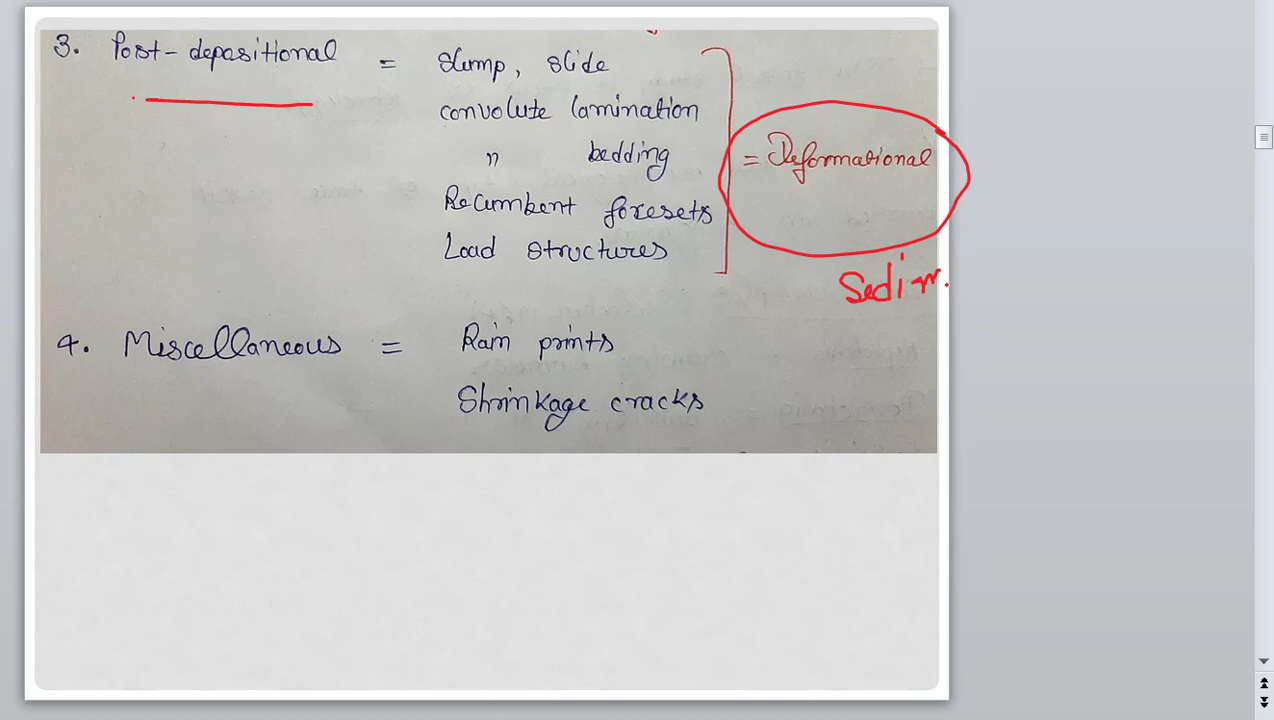 3. Post-depasitional = slump, slide
convolute lamination
" bedding
= Deformational
Recumbent foresets
Load structures
Sedim.
4. Miscellaneous = Rain prints
Shrinkage cracks